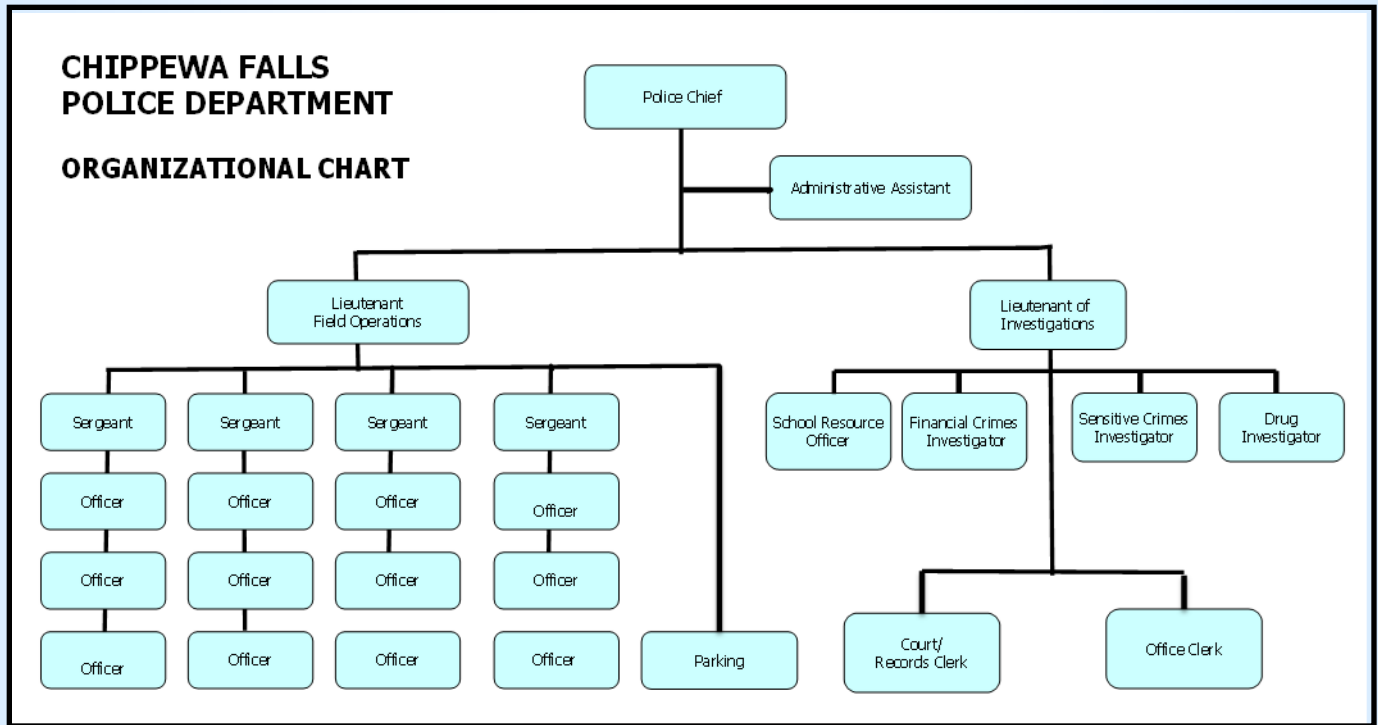 CHIPPEWA FALLS
POLICE DEPARTMENT
ORGANIZATIONAL CHART
Police Chief
Administrative Assistant
Lieutenant
Field Operations
Lieutenant of
Investigations
Sergeant
Sergeant
Sergeant
Sergeant
School Resource
Officer
Financial Crimes
Investigator
Sensitive Crimes
Investigator
Drug
Investigator
Officer
Officer
Officer
Officer
Officer
Officer
Officer
Officer
Officer
Officer
Officer
Officer
Parking
Court/
Records Clerk
Office Clerk